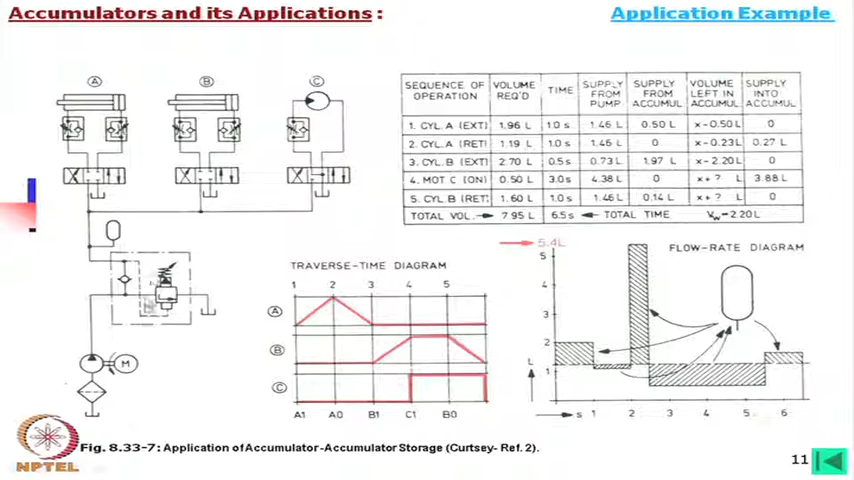 Accumulators and its Applications :
Application Example
A
B
C
SEQUENCE OF OPERATION
VOLUME REQ'D
TIME
SUPPLY FROM PUMP
SUPPLY FROM ACCUMUL
VOLUME LEFT IN ACCUMUL
SUPPLY INTO ACCUMUL
1. CYL. A (EXT) 1.96 L 1.0 s 1.46 L 0.50 L x-0.50L 0
2. CYL. A (RET) 1.19 L 1.0 s 1.46 L 0 x-0.23L 0.27 L
3. CYL. B (EXT) 2.70 L 0.5 s 0.73 L 1.97 L x-2.20L 0
4. MOT. C (ON) 0.50 L 3.0 s 4.38 L 0 x+ ? L 3.88 L
5. CYL. B (RET) 1.60 L 1.0 s 1.46 L 0.14 L x+ ? L 0
TOTAL VOL. 7.95 L 6.5 s TOTAL TIME Vw=2.20L
M
TRAVERSE-TIME DIAGRAM
1 2 3 4 5
A
B
C
A1 A0 B1 C1 B0
FLOW-RATE DIAGRAM
5.4L
5
4
3
2
1
L
s 1 2 3 4 5 6
Fig. 8.33-7: Application of Accumulator-Accumulator Storage (Curtsey- Ref. 2).
NPTEL
11